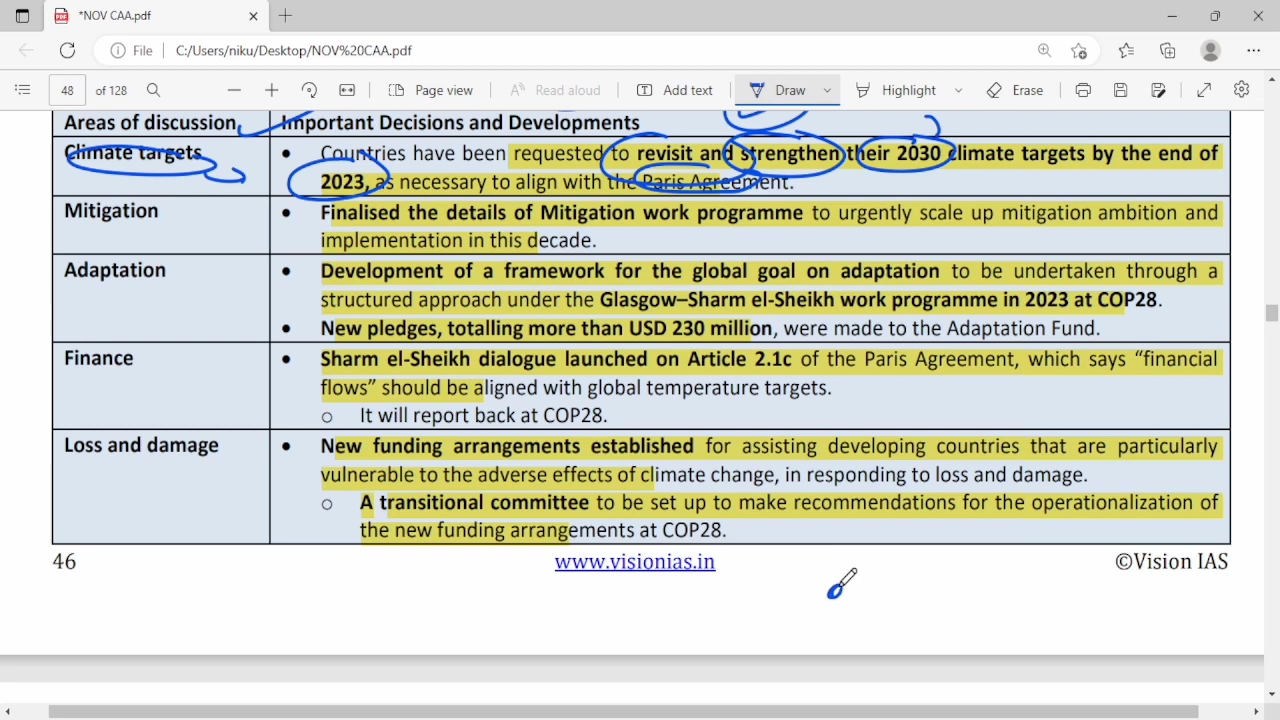 *NOV CAA.pdf
File
C:/Users/niku/Desktop/NOV%20CAA.pdf
48 of 128
Read aloud
Page view
Add text
Draw
Highlight
Erase
Areas of discussion Important Decisions and Developments
Climate targets • Countries have been requested to revisit and strengthen their 2030 climate targets by the end of
2023, as necessary to align with the Paris Agreement.
Mitigation • Finalised the details of Mitigation work programme to urgently scale up mitigation ambition and
implementation in this decade.
Adaptation • Development of a framework for the global goal on adaptation to be undertaken through a
structured approach under the Glasgow–Sharm el-Sheikh work programme in 2023 at COP28.
• New pledges, totalling more than USD 230 million, were made to the Adaptation Fund.
Finance • Sharm el-Sheikh dialogue launched on Article 2.1c of the Paris Agreement, which says “financial
flows” should be aligned with global temperature targets.
o It will report back at COP28.
Loss and damage • New funding arrangements established for assisting developing countries that are particularly
vulnerable to the adverse effects of climate change, in responding to loss and damage.
o A transitional committee to be set up to make recommendations for the operationalization of
the new funding arrangements at COP28.
46 www.visionias.in ©Vision IAS